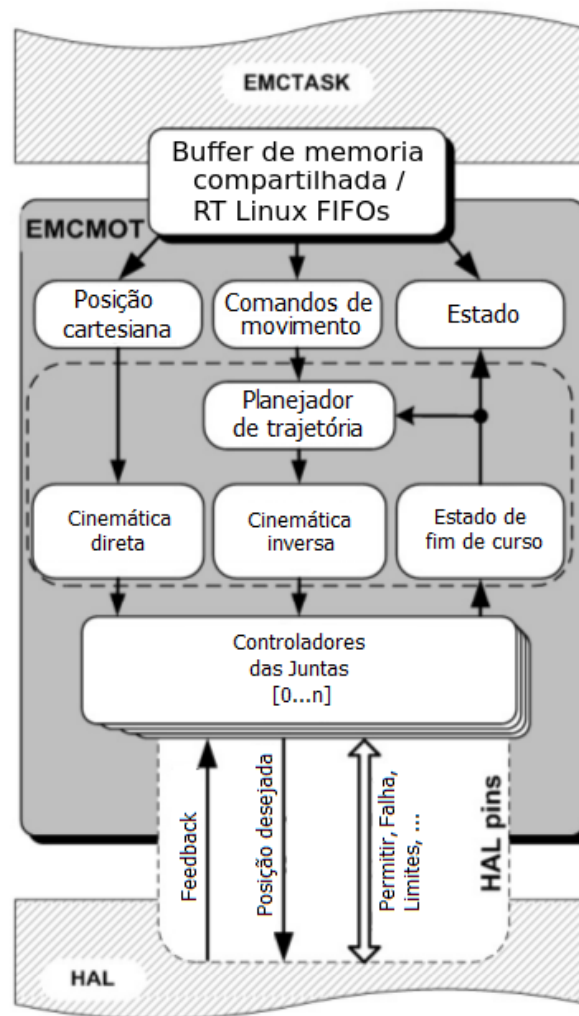 EMCTASK
Buffer de memoria
compartilhada /
RT Linux FIFOs
EMCMOT
Posição
cartesiana
Comandos de
movimento
Estado
Planejador
de trajetória
Cinemática
direta
Cinemática
inversa
Estado de
fim de curso
Controladores
das Juntas
[0...n]
Feedback
Posição desejada
Permitir, Falha,
Limites, ...
HAL pins
HAL